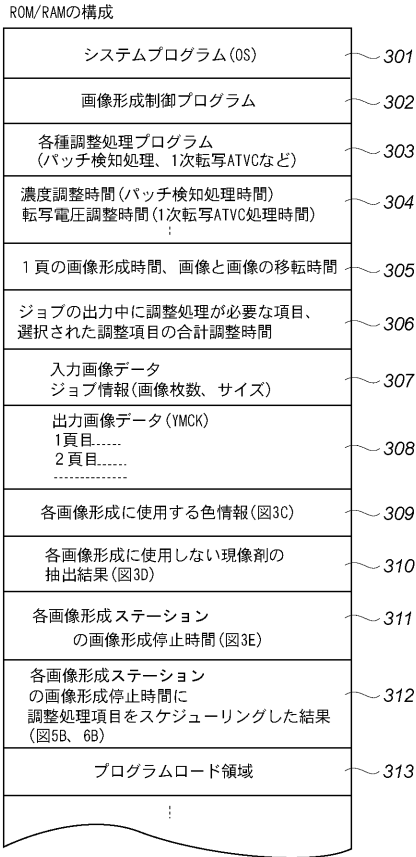 ROM/RAMの構成
システムプログラム(OS)
301
画像形成制御プログラム
302
各種調整処理プログラム
(パッチ検知処理、1次転写ATVCなど)
303
濃度調整時間(パッチ検知処理時間)
転写電圧調整時間(1次転写ATVC処理時間)
304
1頁の画像形成時間、画像と画像の移転時間
305
ジョブの出力中に調整処理が必要な項目、
選択された調整項目の合計調整時間
306
入力画像データ
ジョブ情報(画像枚数、サイズ)
307
出力画像データ(YMCK)
1頁目......
2頁目......
--------------
308
各画像形成に使用する色情報(図3C)
309
各画像形成に使用しない現像剤の
抽出結果(図3D)
310
各画像形成ステーション
の画像形成停止時間(図3E)
311
各画像形成ステーション
の画像形成停止時間に
調整処理項目をスケジューリングした結果
(図5B、6B)
312
プログラムロード領域
313